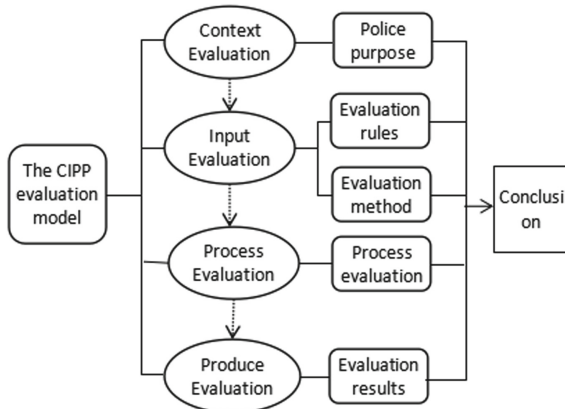 Context
Evaluation
Police
purpose
Evaluation
rules
Input
Evaluation
The CIPP
evaluation
model
Evaluation
method
Conclusi
on
Process
Evaluation
Process
evaluation
Produce
Evaluation
Evaluation
results